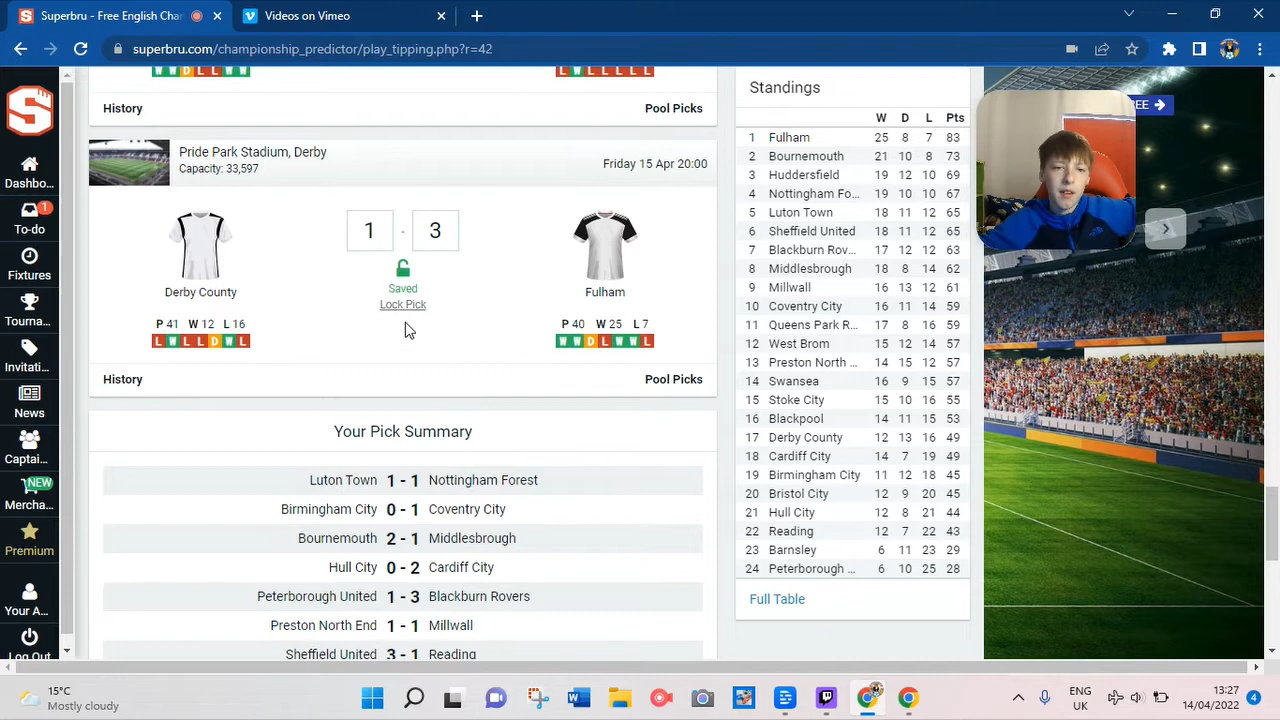 Superbru - Free English Cha
Videos on Vimeo
superbru.com/championship_predictor/play_tipping.php?r=42
S
Dashbo...
1
To-do
Fixtures
Tourna...
Invitati...
News
Captai...
NEW
Mercha...
Premium
Your A...
Log Out
W W D L L W W
L W L L L L L
History
Pool Picks
Pride Park Stadium, Derby
Capacity: 33,597
Friday 15 Apr 20:00
1 - 3
Saved
Lock Pick
Derby County
Fulham
P 41 W 12 L 16
P 40 W 25 L 7
L W L L D W L
W W D L W W L
History
Pool Picks
Your Pick Summary
Luton Town 1 - 1 Nottingham Forest
Birmingham City 0 - 1 Coventry City
Bournemouth 2 - 1 Middlesbrough
Hull City 0 - 2 Cardiff City
Peterborough United 1 - 3 Blackburn Rovers
Preston North End 1 - 1 Millwall
Sheffield United 3 - 1 Reading
Standings
W D L Pts
1 Fulham 25 8 7 83
2 Bournemouth 21 10 8 73
3 Huddersfield 19 12 10 69
4 Nottingham Fo... 19 10 10 67
5 Luton Town 18 11 12 65
6 Sheffield United 18 11 12 65
7 Blackburn Rov... 17 12 12 63
8 Middlesbrough 18 8 14 62
9 Millwall 16 13 12 61
10 Coventry City 16 11 14 59
11 Queens Park R... 17 8 16 59
12 West Brom 15 12 14 57
13 Preston North ... 14 15 12 57
14 Swansea 16 9 15 57
15 Stoke City 15 10 16 55
16 Blackpool 14 11 15 53
17 Derby County 12 13 16 49
18 Cardiff City 14 7 19 49
19 Birmingham City 11 12 18 45
20 Bristol City 12 9 20 45
21 Hull City 12 8 21 44
22 Reading 12 7 22 43
23 Barnsley 6 11 23 29
24 Peterborough ... 6 10 25 28
Full Table
EE
15°C
Mostly cloudy
ENG
UK
13:27
14/04/2022
4